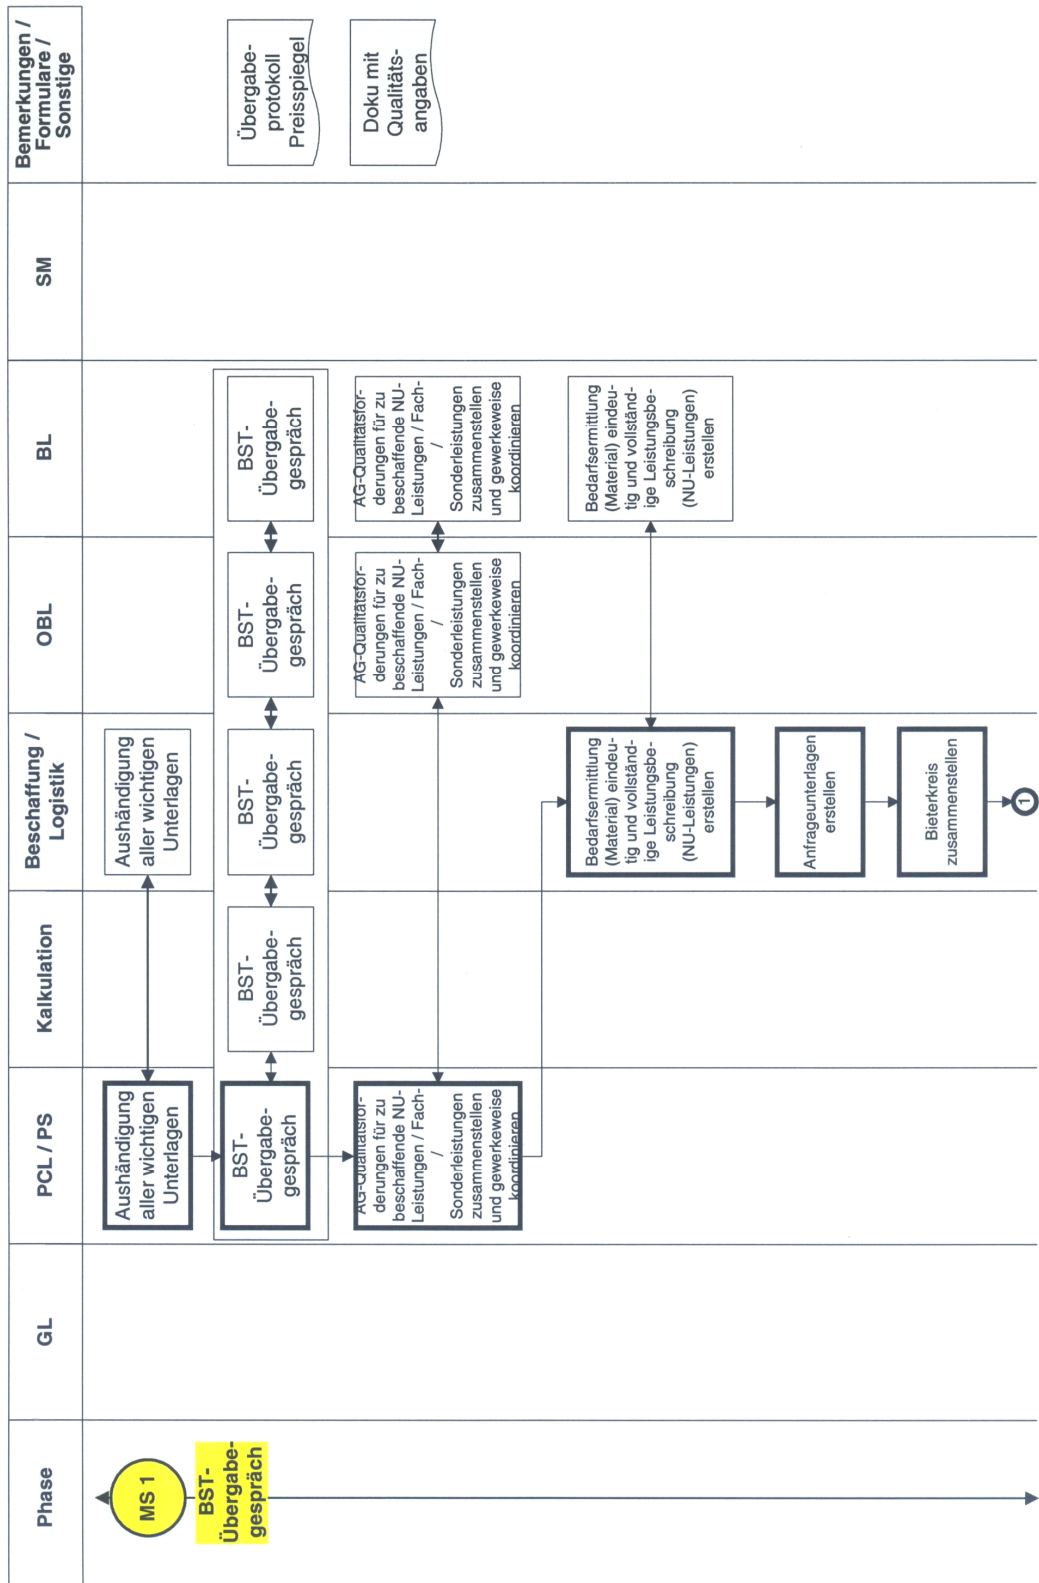 Phase
GL
PCL / PS
Kalkulation
Beschaffung /
Logistik
OBL
BL
SM
Bemerkungen /
Formulare /
Sonstige
MS 1
Aushändigung
aller wichtigen
Unterlagen
Aushändigung
aller wichtigen
Unterlagen
BST-
Übergabe-
gespräch
BST-
Übergabe-
gespräch
BST-
Übergabe-
gespräch
BST-
Übergabe-
gespräch
BST-
Übergabe-
gespräch
BST-
Übergabe-
gespräch
Übergabe-
protokoll
Preisspiegel
AG-Qualitätsfor-
derungen für zu
beschaffende NU-
Leistungen / Fach-
/
Sonderleistungen
zusammenstellen
und gewerkeweise
koordinieren
AG-Qualitätsfor-
derungen für zu
beschaffende NU-
Leistungen / Fach-
/
Sonderleistungen
zusammenstellen
und gewerkeweise
koordinieren
AG-Qualitätsfor-
derungen für zu
beschaffende NU-
Leistungen / Fach-
/
Sonderleistungen
zusammenstellen
und gewerkeweise
koordinieren
Doku mit
Qualitäts-
angaben
Bedarfsermittlung
(Material) eindeu-
tig und vollständ-
ige Leistungsbe-
schreibung
(NU-Leistungen)
erstellen
Bedarfsermittlung
(Material) eindeu-
tig und vollständ-
ige Leistungsbe-
schreibung
(NU-Leistungen)
erstellen
Anfrageunterlagen
erstellen
Bieterkreis
zusammenstellen
1